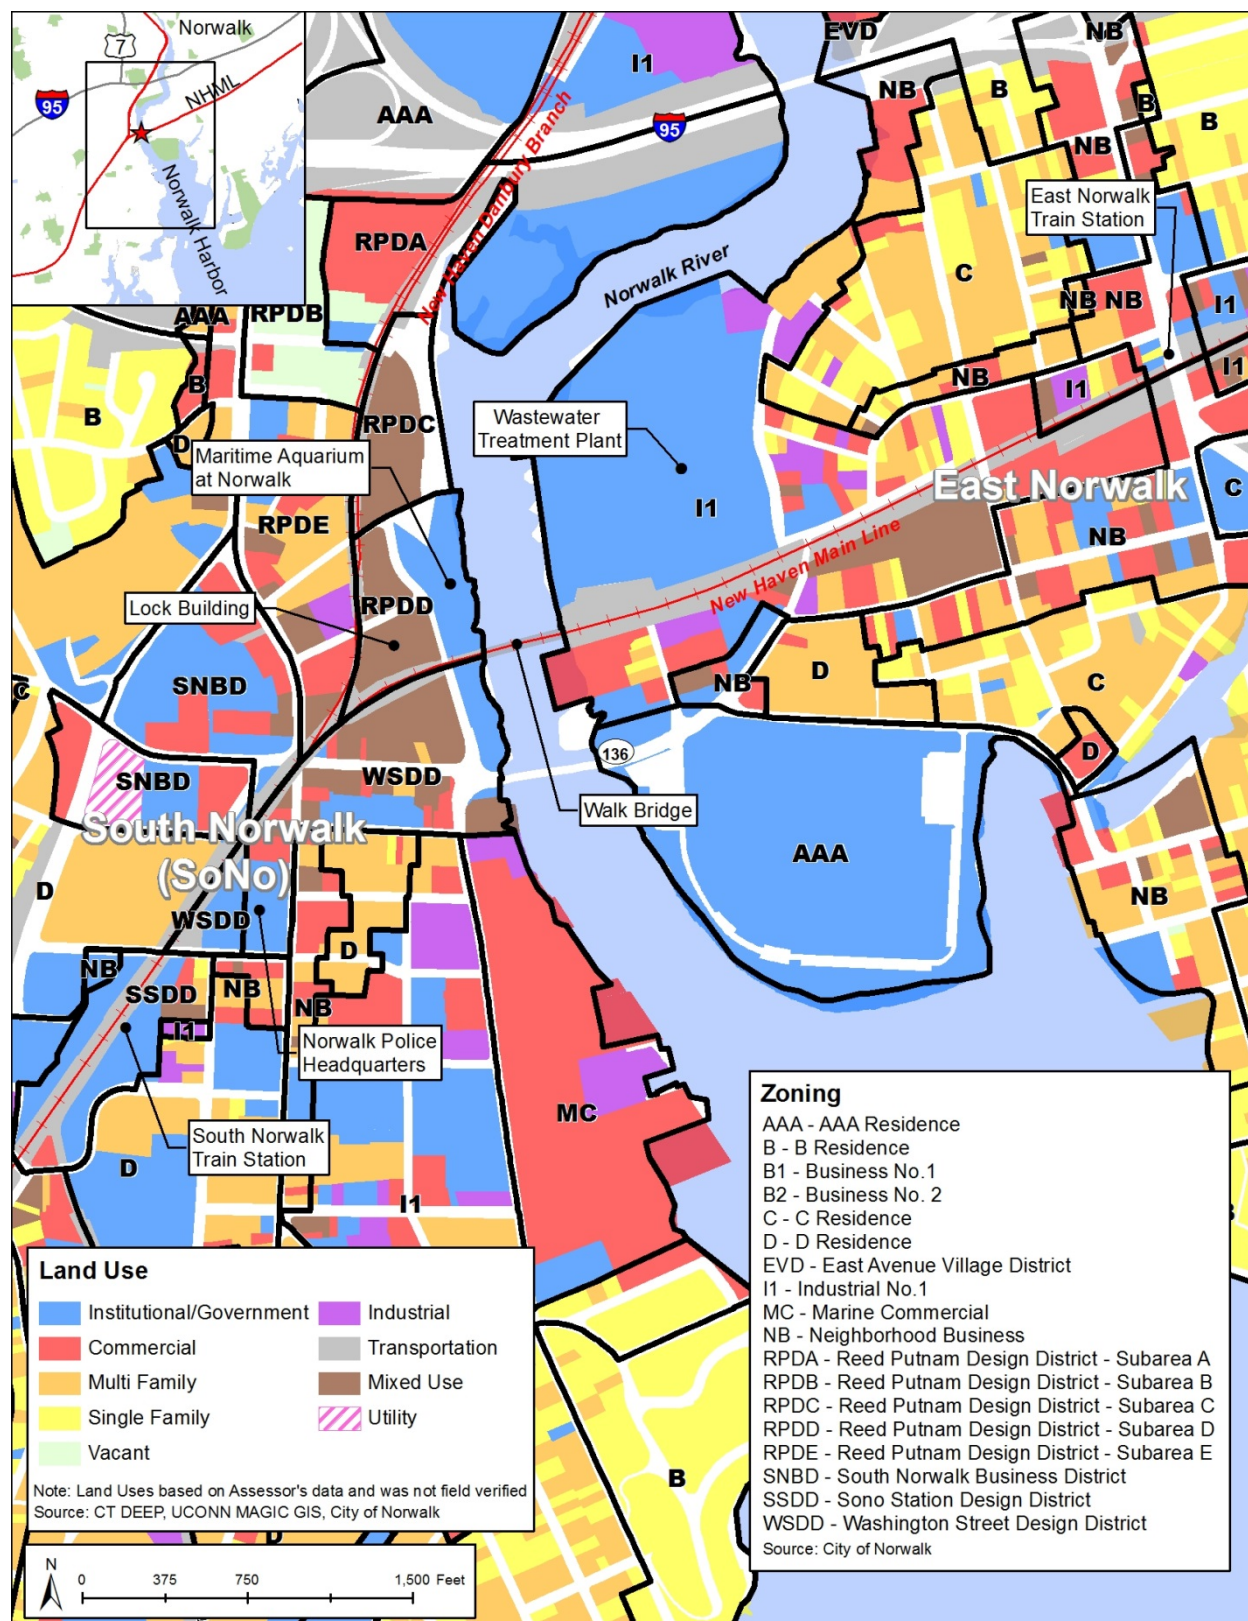 Norwalk
7
NHML
95
Norwalk Harbor
EVD
NB
I1
AAA
95
NB
B
B
B
NB
East Norwalk
Train Station
New Haven Danbury Branch
RPDA
Norwalk River
C
AAA
RPDB
NB
NB
I1
I1
B
B
NB
I1
D
RPDC
Wastewater
Treatment Plant
Maritime Aquarium
at Norwalk
East Norwalk
C
I1
RPDE
NB
New Haven Main Line
Lock Building
RPDD
SNBD
NB
D
C
C
D
136
SNBD
WSDD
Walk Bridge
South Norwalk
(SoNo)
AAA
D
NB
WSDD
D
NB
SSDD
NB
NB
I1
Norwalk Police
Headquarters
MC
South Norwalk
Train Station
D
I1
B
B
D
Zoning
AAA - AAA Residence
B - B Residence
B1 - Business No.1
B2 - Business No. 2
C - C Residence
D - D Residence
EVD - East Avenue Village District
I1 - Industrial No.1
MC - Marine Commercial
NB - Neighborhood Business
RPDA - Reed Putnam Design District - Subarea A
RPDB - Reed Putnam Design District - Subarea B
RPDC - Reed Putnam Design District - Subarea C
RPDD - Reed Putnam Design District - Subarea D
RPDE - Reed Putnam Design District - Subarea E
SNBD - South Norwalk Business District
SSDD - Sono Station Design District
WSDD - Washington Street Design District
Source: City of Norwalk
Land Use
Institutional/Government
Industrial
Commercial
Transportation
Multi Family
Mixed Use
Single Family
Utility
Vacant
Note: Land Uses based on Assessor's data and was not field verified
Source: CT DEEP, UCONN MAGIC GIS, City of Norwalk
N
0 375 750 1,500 Feet